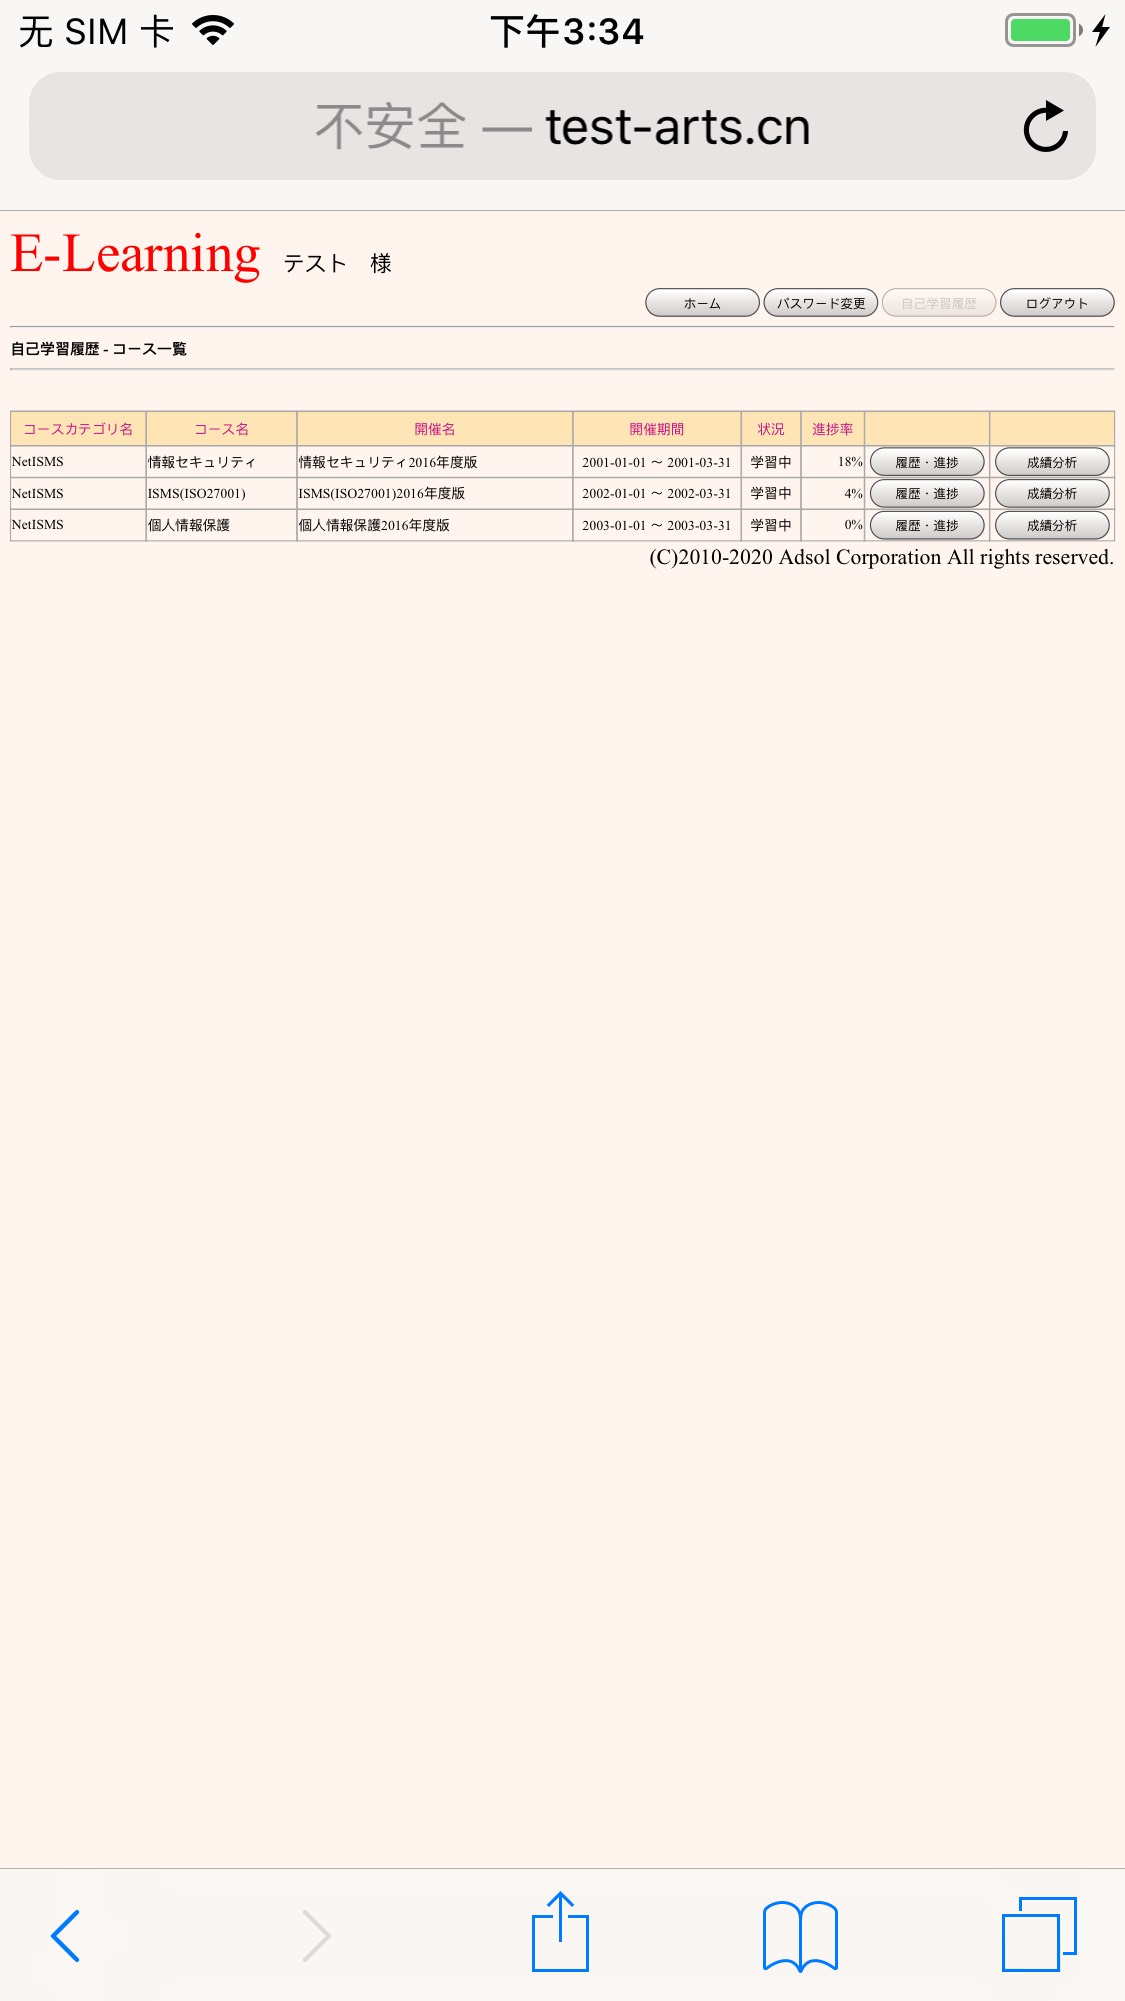 无 SIM 卡 下午3:34
不安全 — test-arts.cn
E-Learning テスト　様
ホーム パスワード変更 自己学習履歴 ログアウト
自己学習履歴 - コース一覧
コースカテゴリ名 コース名 開催名 開催期間 状況 進捗率
NetISMS 情報セキュリティ 情報セキュリティ2016年度版 2001-01-01 ～ 2001-03-31 学習中 18% 履歴・進捗 成績分析
NetISMS ISMS(ISO27001) ISMS(ISO27001)2016年度版 2002-01-01 ～ 2002-03-31 学習中 4% 履歴・進捗 成績分析
NetISMS 個人情報保護 個人情報保護2016年度版 2003-01-01 ～ 2003-03-31 学習中 0% 履歴・進捗 成績分析
(C)2010-2020 Adsol Corporation All rights reserved.